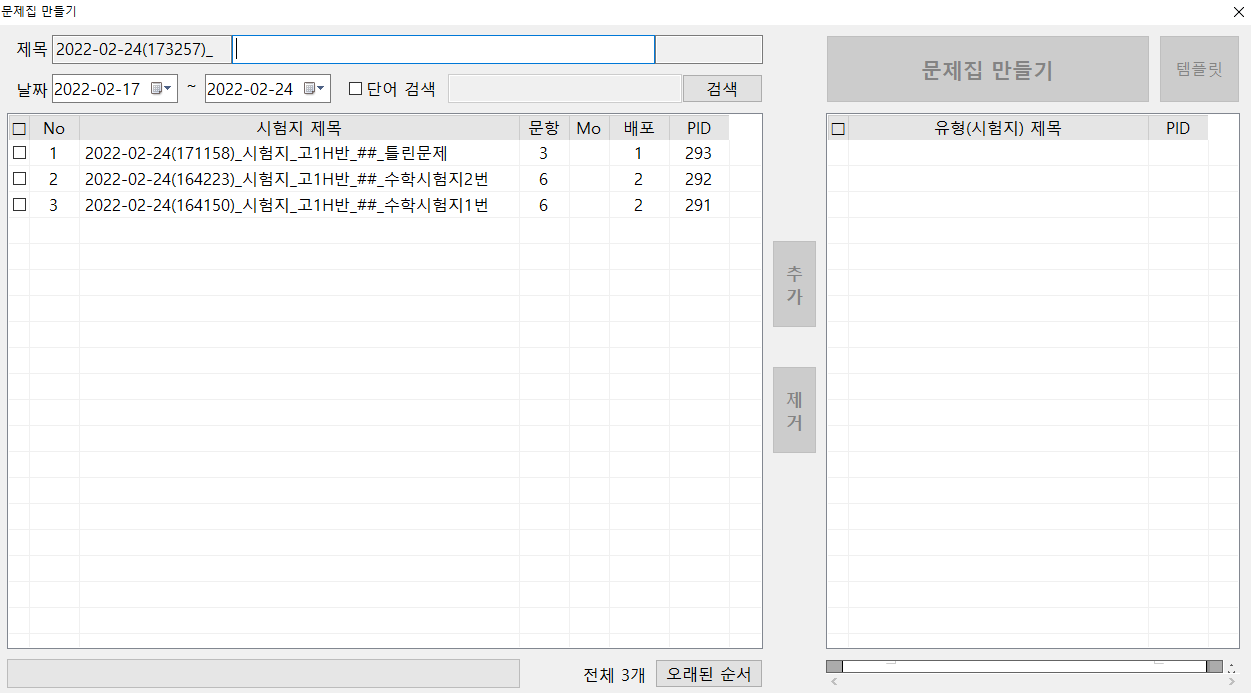 문제집 만들기
제목 2022-02-24(173257)_
문제집 만들기 템플릿
날짜 2022-02-17 ~ 2022-02-24 단어 검색 검색
No 시험지 제목 문항 Mo 배포 PID
1 2022-02-24(171158)_시험지_고1H반_##_틀린문제 3 1 293
2 2022-02-24(164223)_시험지_고1H반_##_수학시험지2번 6 2 292
3 2022-02-24(164150)_시험지_고1H반_##_수학시험지1번 6 2 291
추
가
제
거
유형(시험지) 제목 PID
전체 3개 오래된 순서